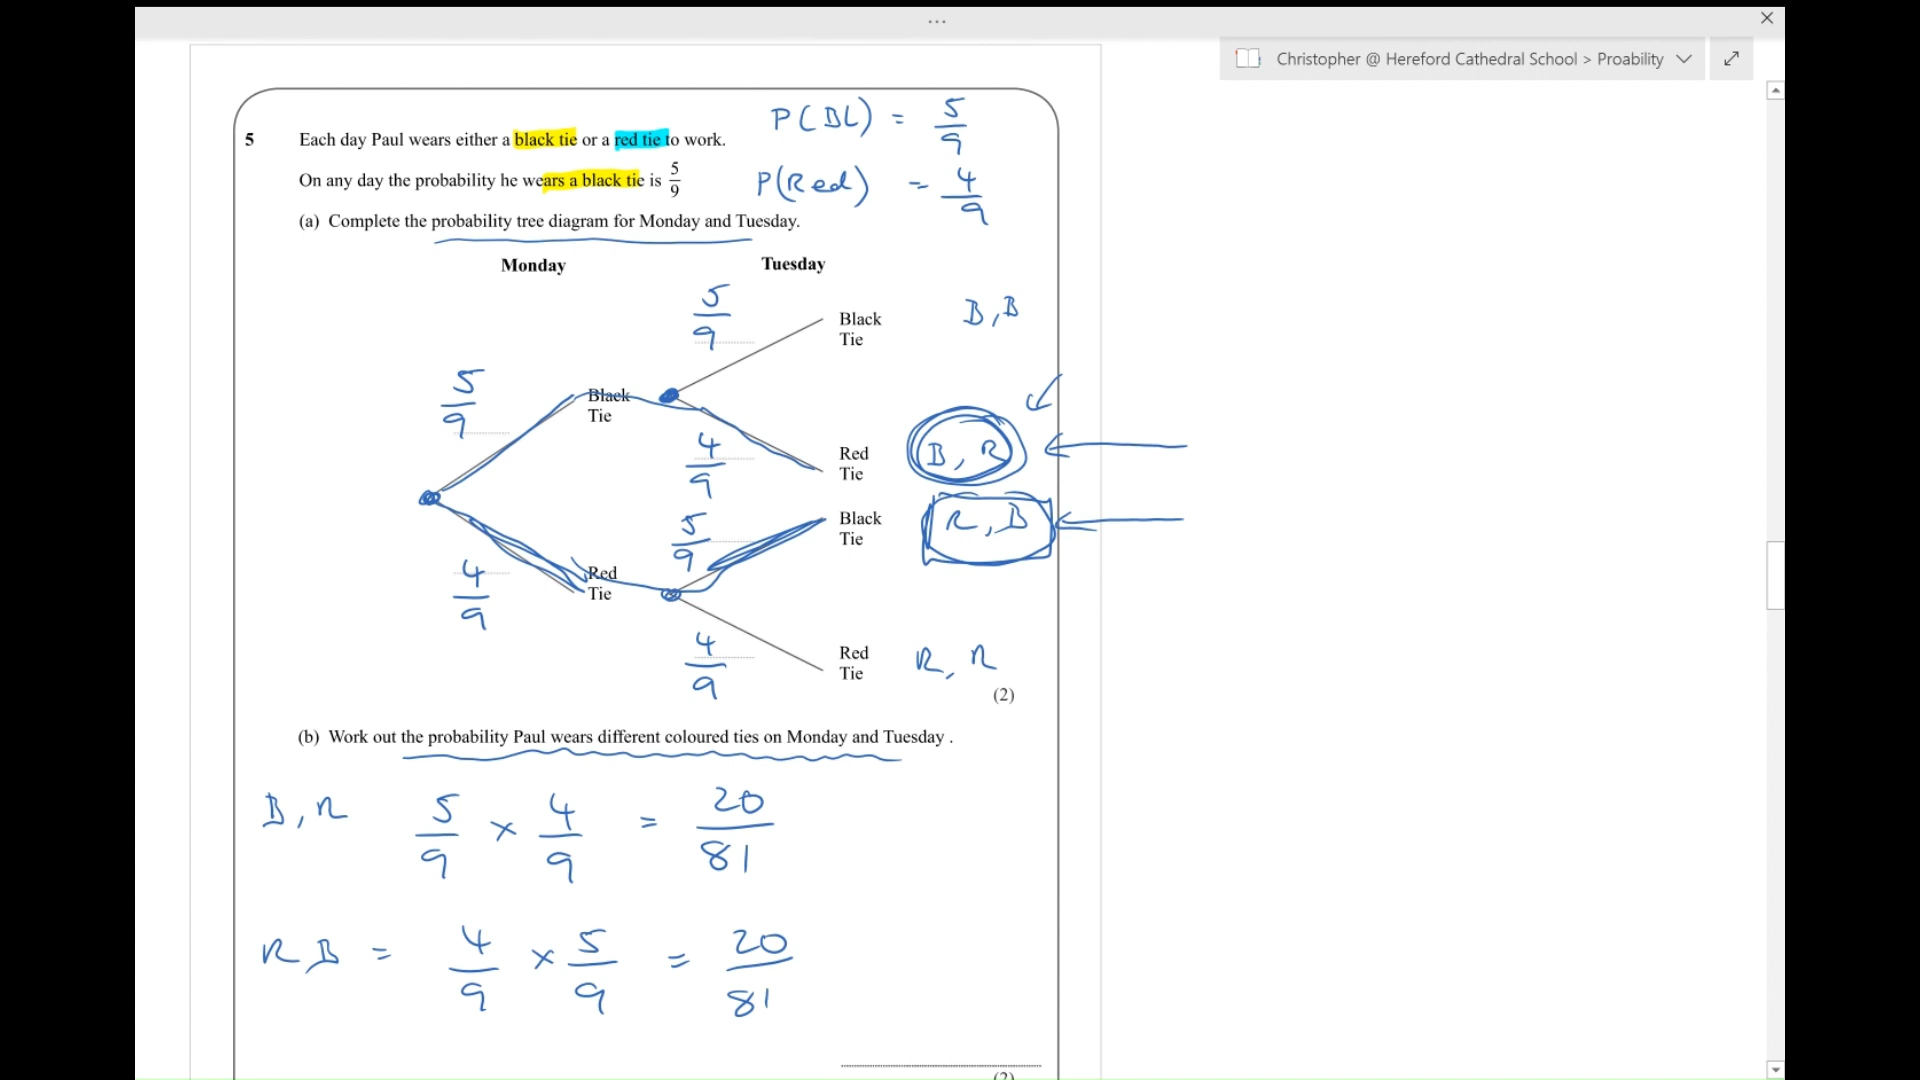 ...
Christopher @ Hereford Cathedral School > Proability
P(BL) = 5/9
5 Each day Paul wears either a black tie or a red tie to work.
On any day the probability he wears a black tie is 5/9
P(Red) = 4/9
(a) Complete the probability tree diagram for Monday and Tuesday.
Monday Tuesday
5/9
Black Tie
B, B
5/9
Black Tie
4/9
Red Tie
B, R
5/9
Black Tie
R, B
4/9
Red Tie
4/9
Red Tie
R, R
(2)
(b) Work out the probability Paul wears different coloured ties on Monday and Tuesday .
B, R 5/9 × 4/9 = 20/81
R, B = 4/9 × 5/9 = 20/81
(2)